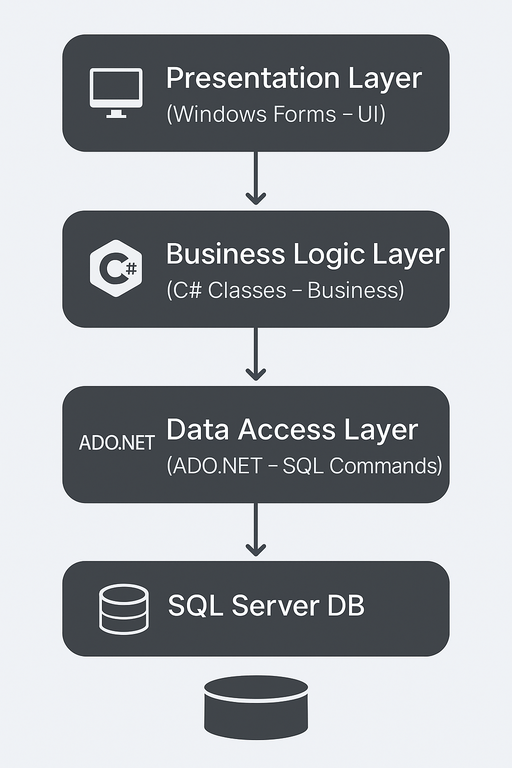 Presentation Layer
(Windows Forms – UI)
C#
Business Logic Layer
(C# Classes – Business)
ADO.NET
Data Access Layer
(ADO.NET – SQL Commands)
SQL Server DB